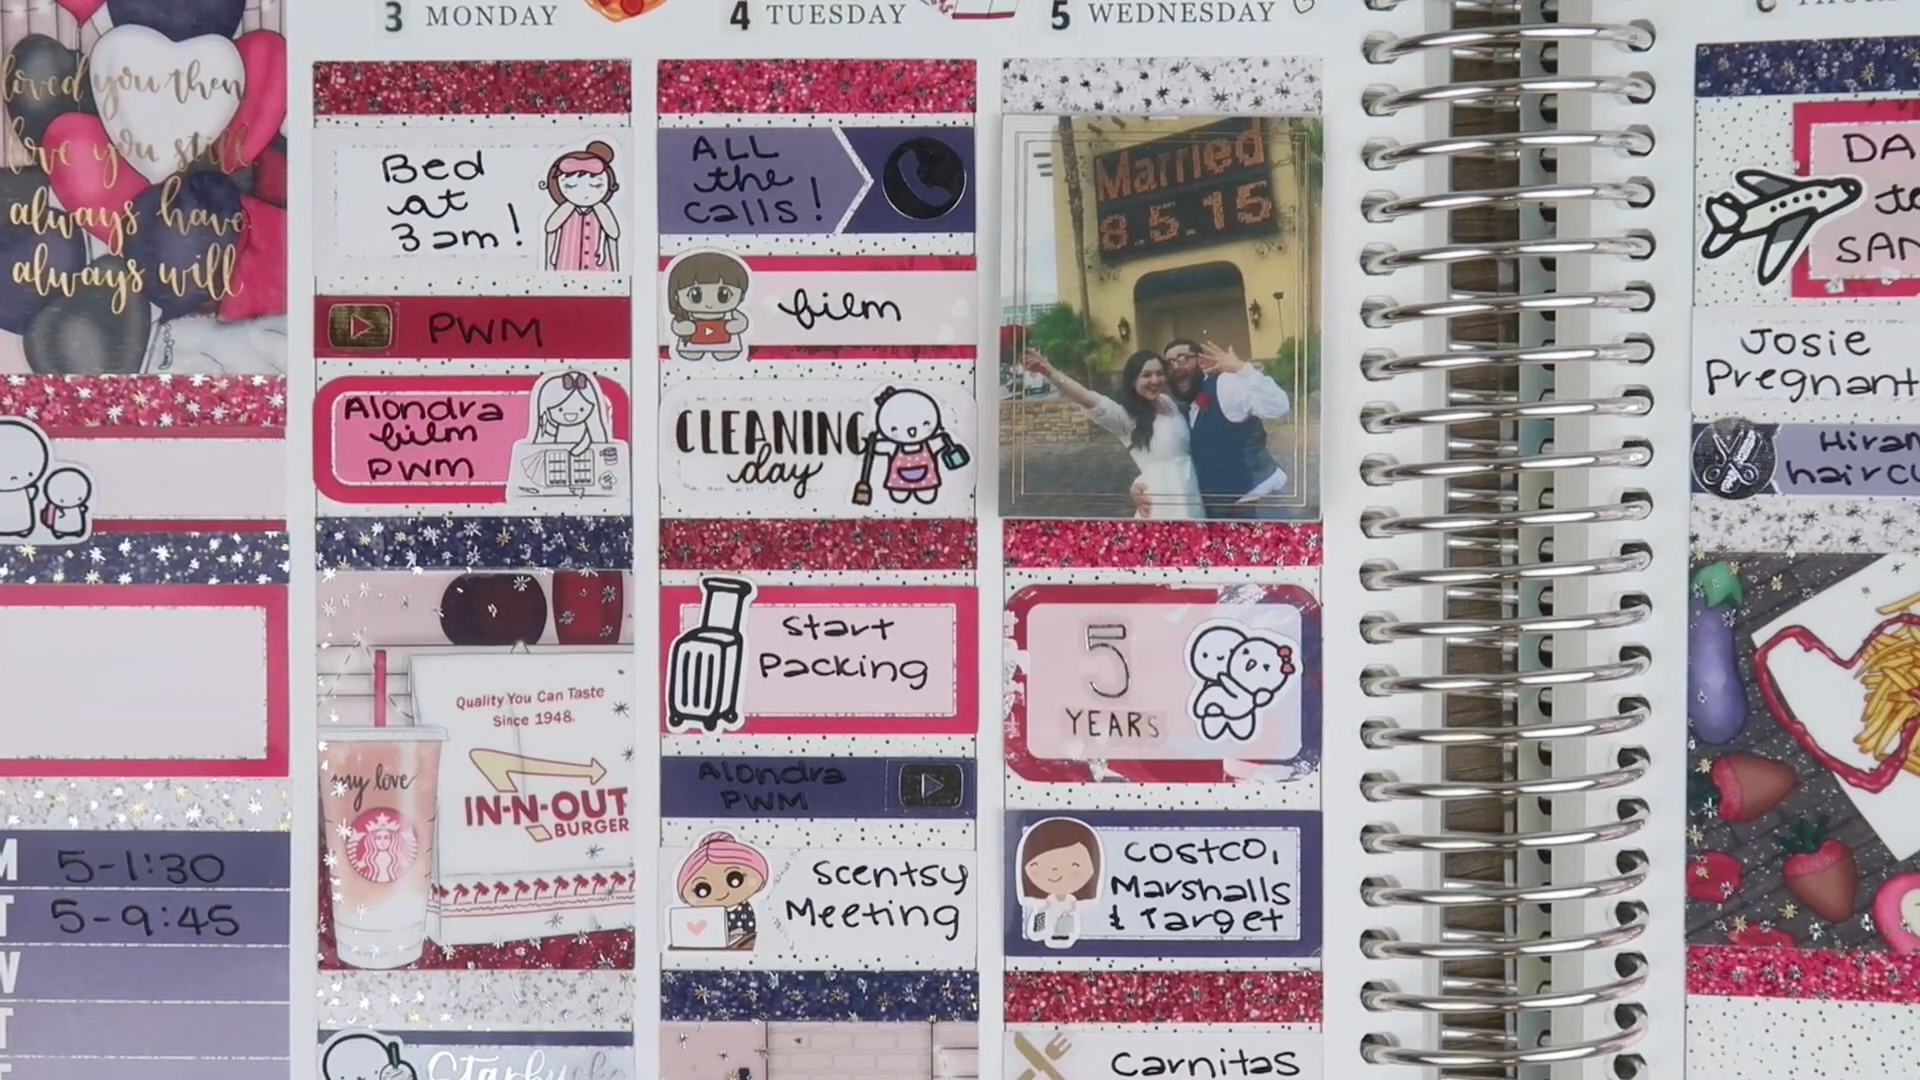 loved you then
love you still
always have
always will
5-1:30
5-9:45
W
T
3 MONDAY
Bed
at
3am!
PWM
Alondra
film
PWM
Quality You Can Taste
Since 1948.
my love
IN-N-OUT
BURGER
4 TUESDAY
ALL
the
calls!
film
CLEANING
day
Start
Packing
Alondra
PWM
Scentsy
Meeting
5 WEDNESDAY
Married
8.5.15
5
YEARS
Costco,
Marshalls
& Target
Carnitas
DA
SAN
Josie
Pregnant
Hiram